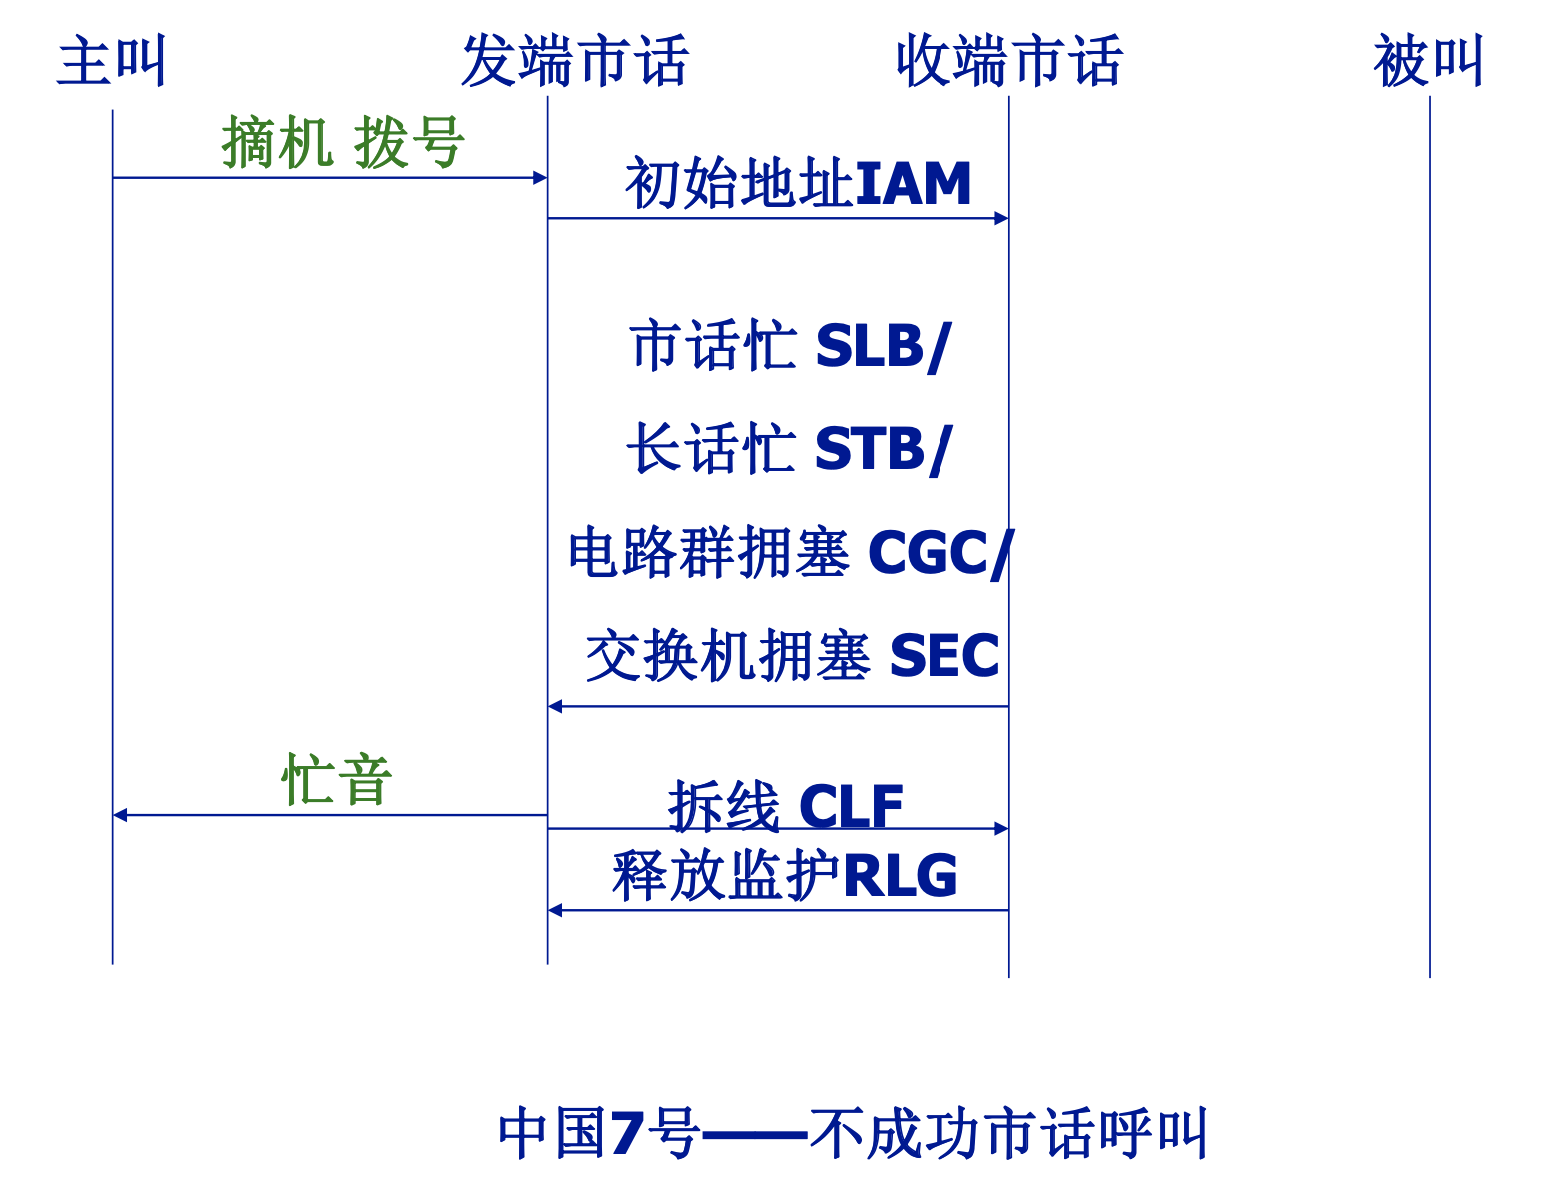 主叫 发端市话 收端市话 被叫
摘机 拨号
初始地址IAM
市话忙 SLB/
长话忙 STB/
电路群拥塞 CGC/
交换机拥塞 SEC
忙音
拆线 CLF
释放监护RLG
中国7号——不成功市话呼叫